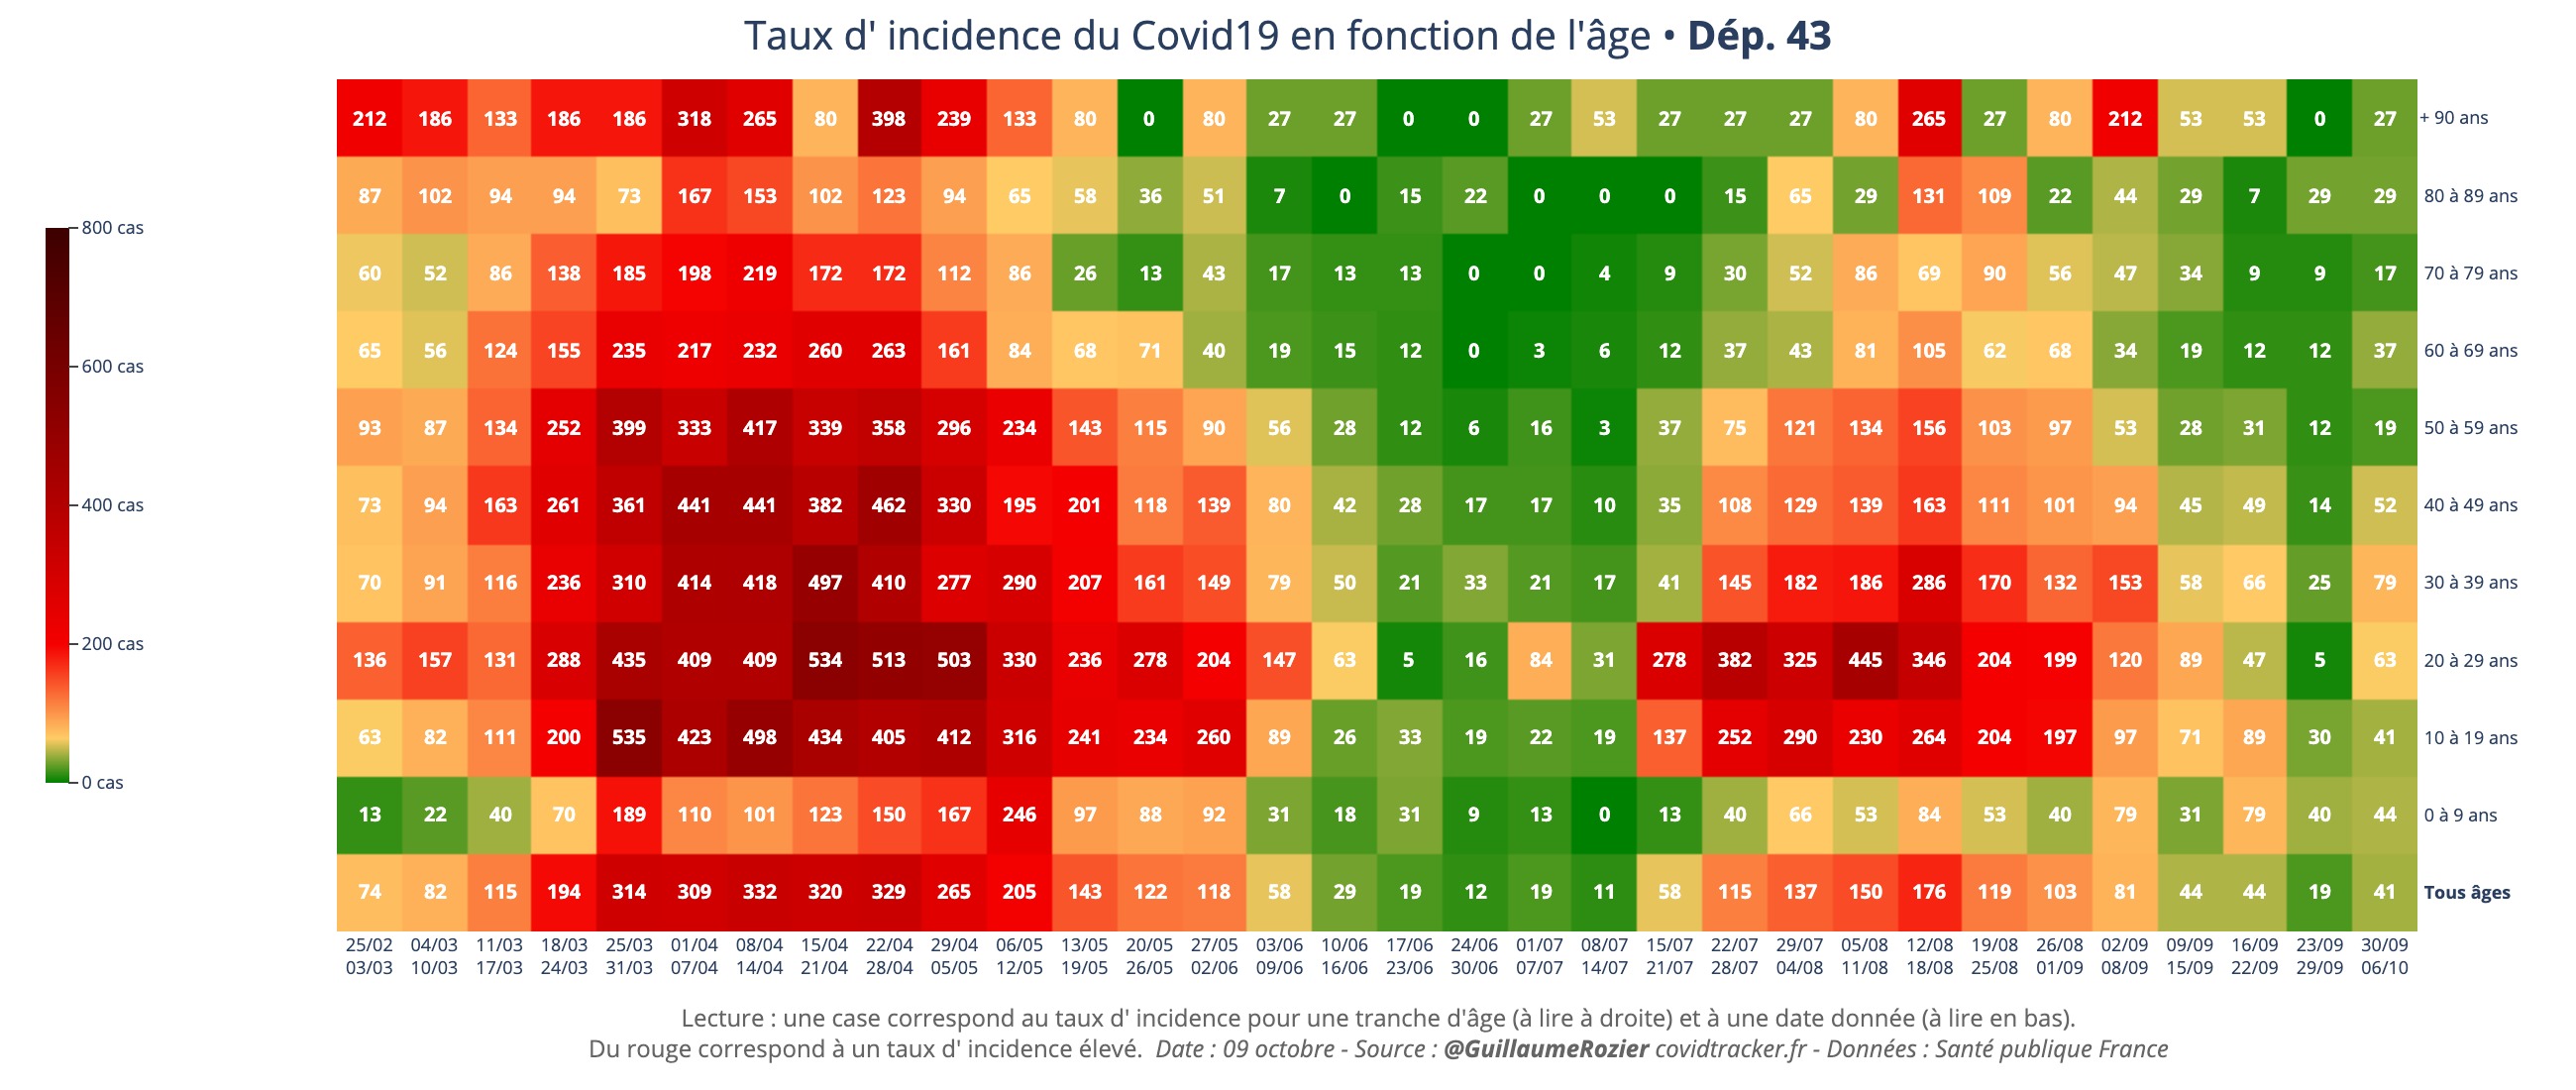 Taux d' incidence du Covid19 en fonction de l'âge • Dép. 43
212 186 133 186 186 318 265 80 398 239 133 80 0 80 27 27 0 0 27 53 27 27 27 80 265 27 80 212 53 53 0 27 + 90 ans
87 102 94 94 73 167 153 102 123 94 65 58 36 51 7 0 15 22 0 0 0 15 65 29 131 109 22 44 29 7 29 29 80 à 89 ans
800 cas
60 52 86 138 185 198 219 172 172 112 86 26 13 43 17 13 13 0 0 4 9 30 52 86 69 90 56 47 34 9 9 17 70 à 79 ans
65 56 124 155 235 217 232 260 263 161 84 68 71 40 19 15 12 0 3 6 12 37 43 81 105 62 68 34 19 12 12 37 60 à 69 ans
600 cas
93 87 134 252 399 333 417 339 358 296 234 143 115 90 56 28 12 6 16 3 37 75 121 134 156 103 97 53 28 31 12 19 50 à 59 ans
400 cas
73 94 163 261 361 441 441 382 462 330 195 201 118 139 80 42 28 17 17 10 35 108 129 139 163 111 101 94 45 49 14 52 40 à 49 ans
70 91 116 236 310 414 418 497 410 277 290 207 161 149 79 50 21 33 21 17 41 145 182 186 286 170 132 153 58 66 25 79 30 à 39 ans
200 cas
136 157 131 288 435 409 409 534 513 503 330 236 278 204 147 63 5 16 84 31 278 382 325 445 346 204 199 120 89 47 5 63 20 à 29 ans
63 82 111 200 535 423 498 434 405 412 316 241 234 260 89 26 33 19 22 19 137 252 290 230 264 204 197 97 71 89 30 41 10 à 19 ans
0 cas
13 22 40 70 189 110 101 123 150 167 246 97 88 92 31 18 31 9 13 0 13 40 66 53 84 53 40 79 31 79 40 44 0 à 9 ans
74 82 115 194 314 309 332 320 329 265 205 143 122 118 58 29 19 12 19 11 58 115 137 150 176 119 103 81 44 44 19 41 Tous âges
25/02 04/03 11/03 18/03 25/03 01/04 08/04 15/04 22/04 29/04 06/05 13/05 20/05 27/05 03/06 10/06 17/06 24/06 01/07 08/07 15/07 22/07 29/07 05/08 12/08 19/08 26/08 02/09 09/09 16/09 23/09 30/09
03/03 10/03 17/03 24/03 31/03 07/04 14/04 21/04 28/04 05/05 12/05 19/05 26/05 02/06 09/06 16/06 23/06 30/06 07/07 14/07 21/07 28/07 04/08 11/08 18/08 25/08 01/09 08/09 15/09 22/09 29/09 06/10
Lecture : une case correspond au taux d' incidence pour une tranche d'âge (à lire à droite) et à une date donnée (à lire en bas).
Du rouge correspond à un taux d' incidence élevé. Date : 09 octobre - Source : @GuillaumeRozier covidtracker.fr - Données : Santé publique France